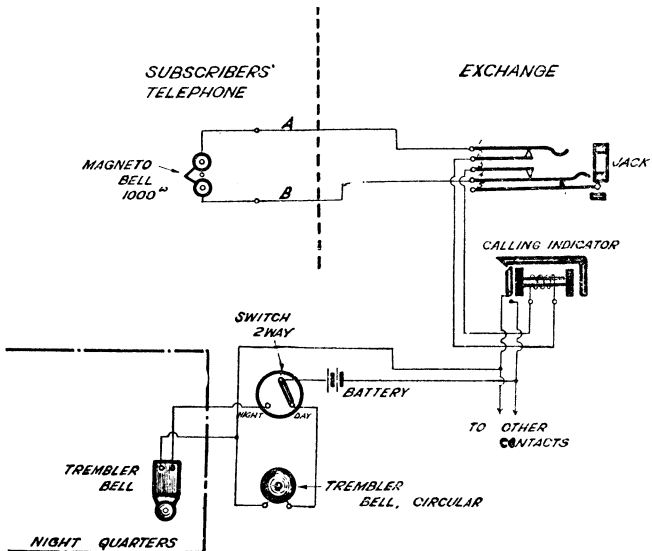 SUBSCRIBERS'
TELEPHONE
EXCHANGE
A
MAGNETO
BELL
1000 ω
B
JACK
CALLING INDICATOR
SWITCH
2WAY
BATTERY
NIGHT
DAY
TO OTHER
CONTACTS
TREMBLER
BELL
TREMBLER
BELL, CIRCULAR
NIGHT QUARTERS